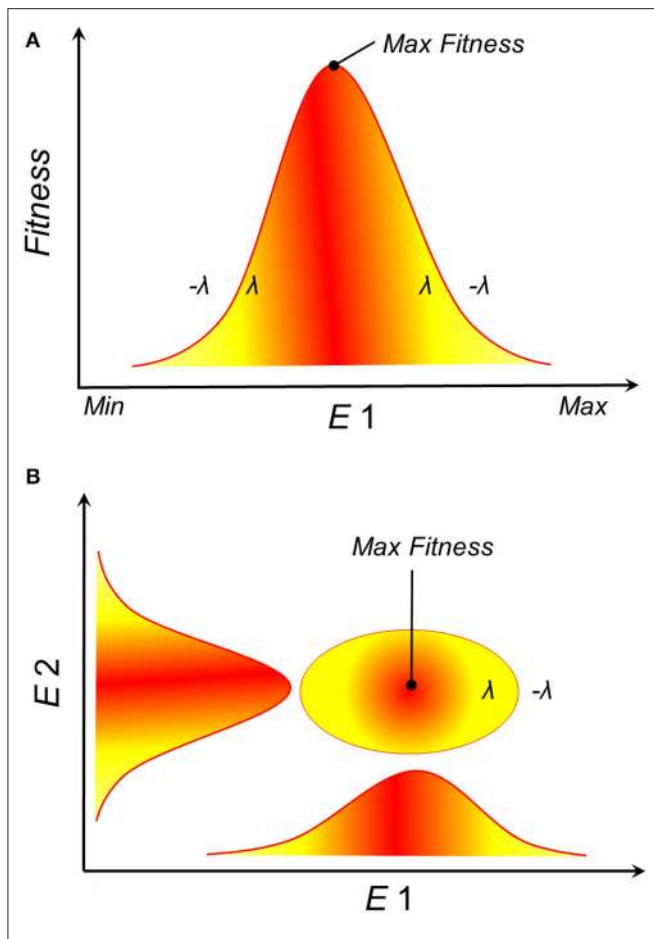 A
Max Fitness
Fitness
-λ λ λ -λ
Min Max
E 1
B
Max Fitness
E 2
λ -λ
E 1